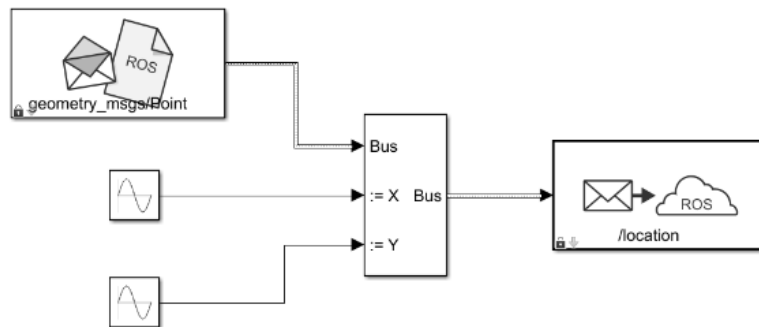 ROS
geometry_msgs/Point
Bus
:= X
Bus
:= Y
ROS
/location